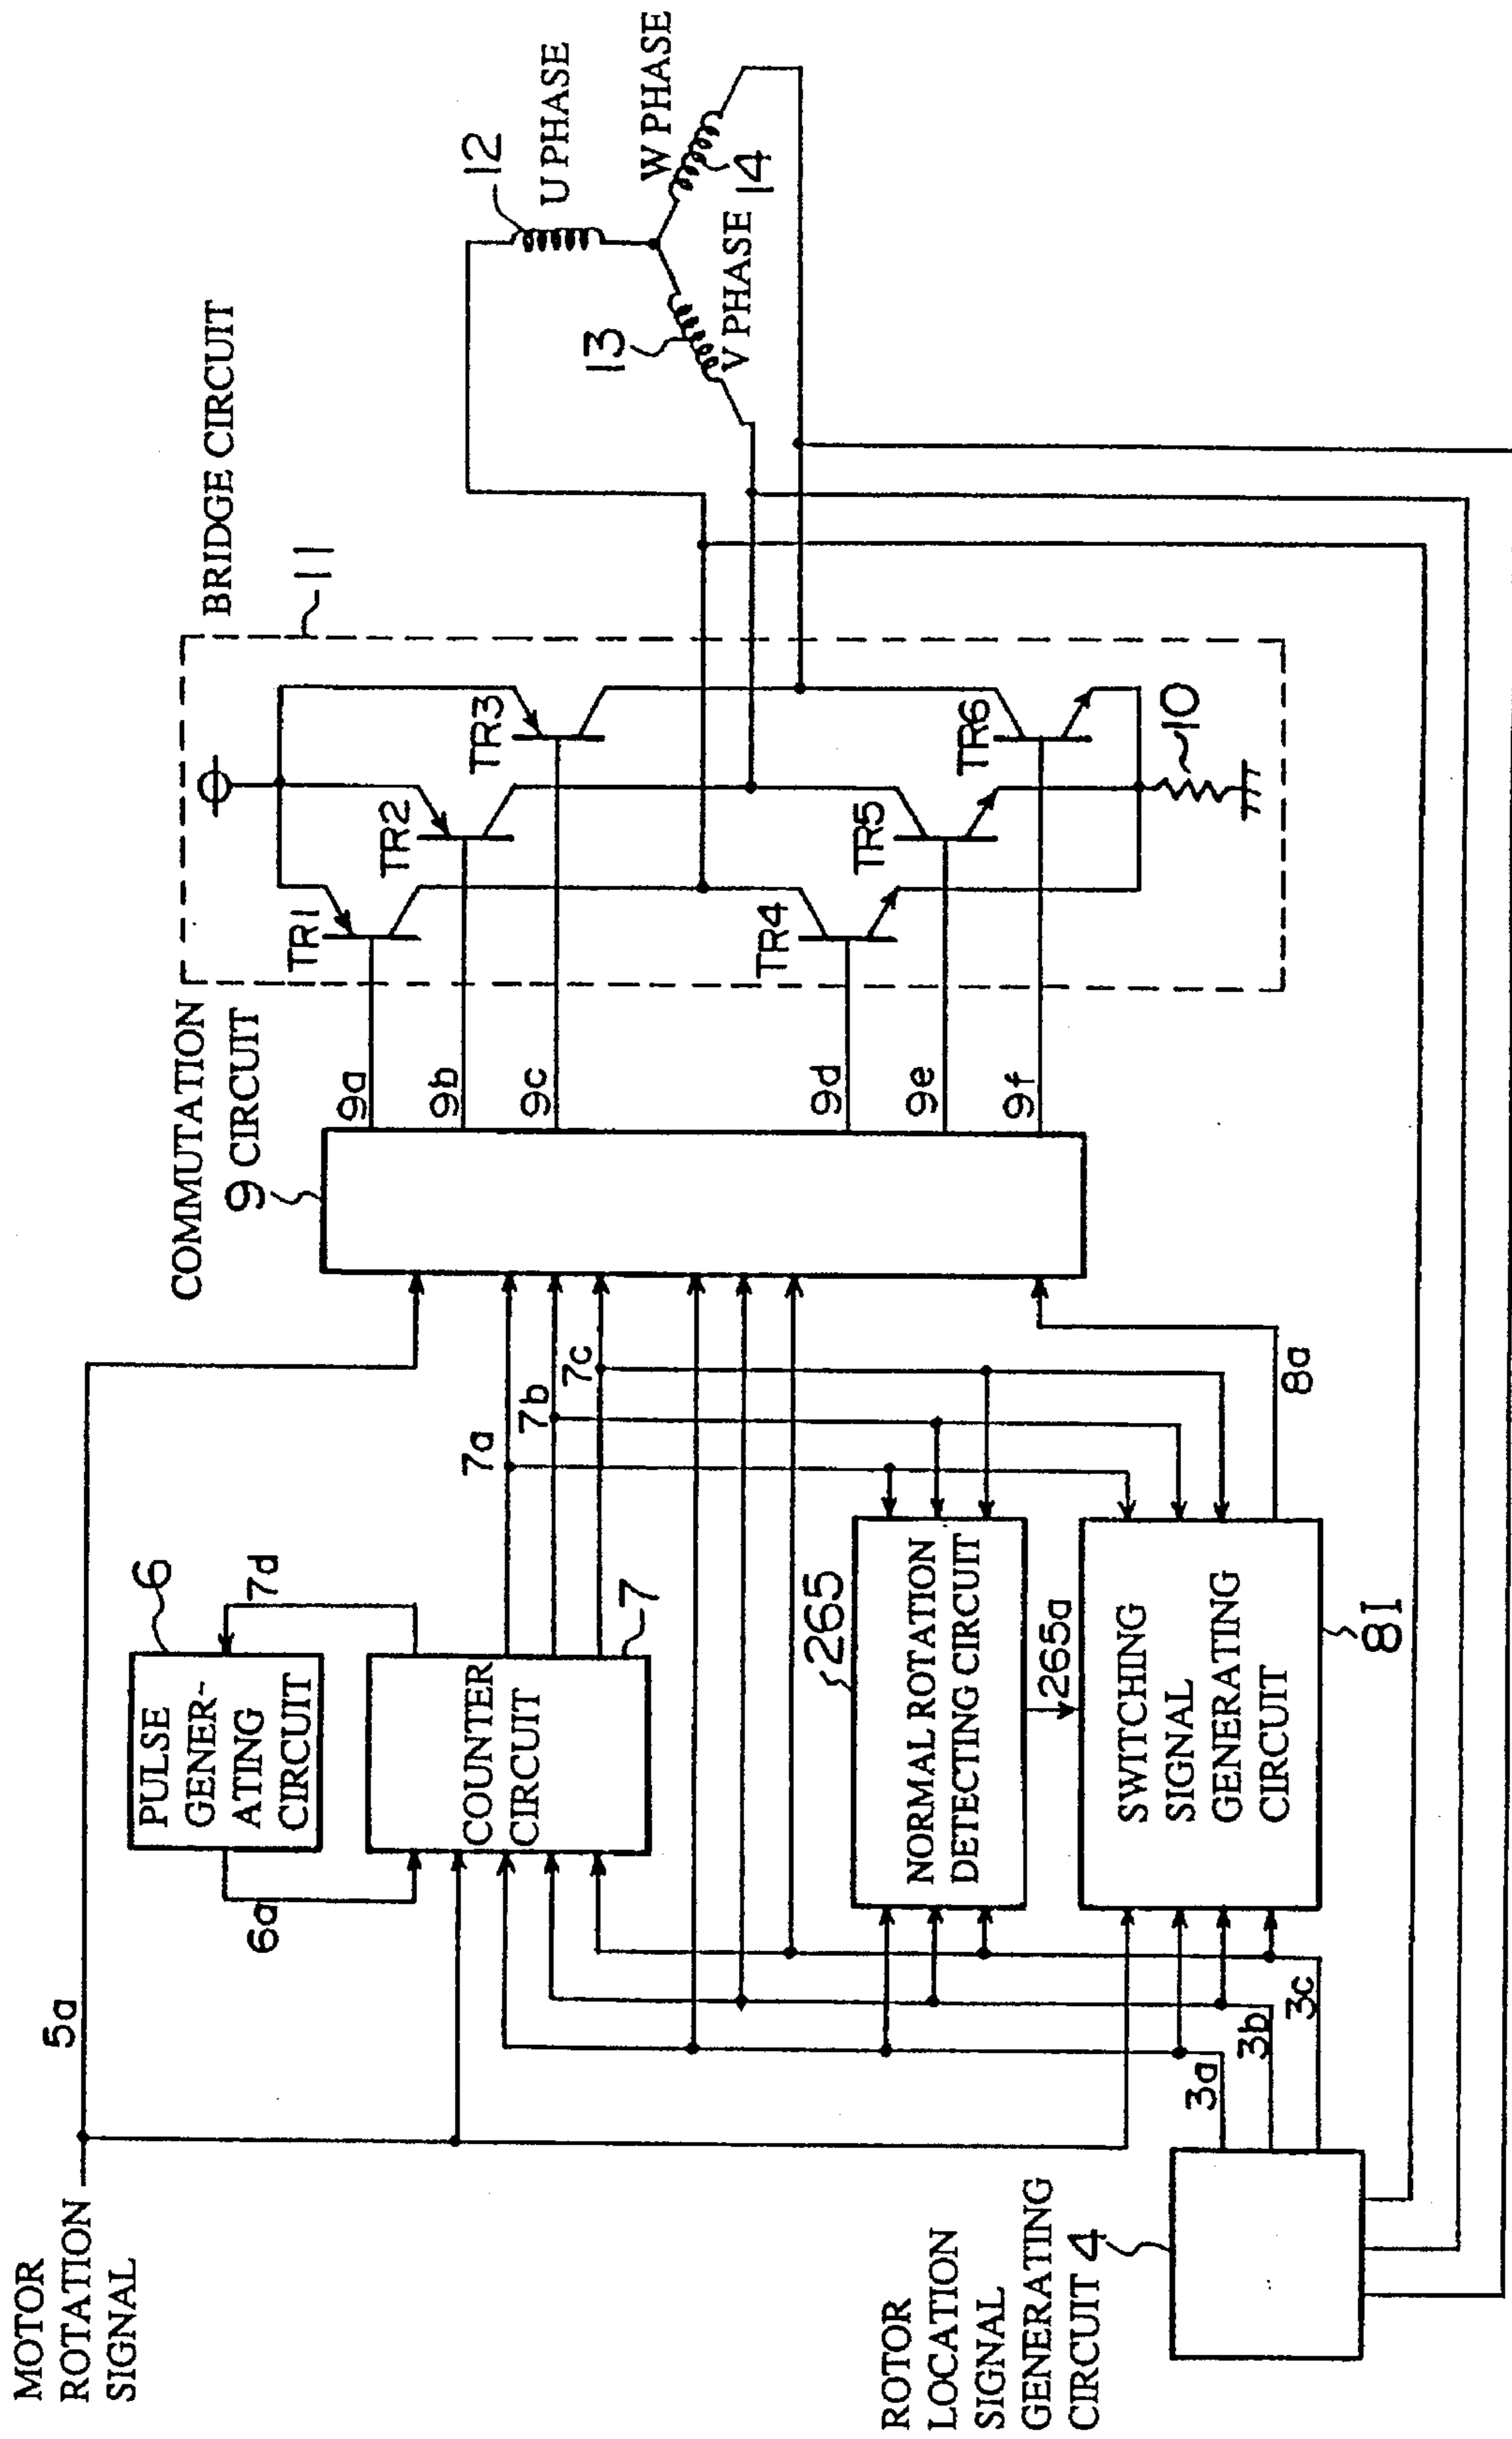 MOTOR
ROTATION
SIGNAL
5a
PULSE
GENER-
ATING
CIRCUIT
6
7d
6a
COUNTER
CIRCUIT
7
7a
7b
7c
COMMUTATION
9 CIRCUIT
9a
9b
9c
9d
9e
9f
BRIDGE CIRCUIT
11
TR1
TR2
TR3
TR4
TR5
TR6
10
12
U PHASE
13
V PHASE
W PHASE
14
265
NORMAL ROTATION
DETECTING CIRCUIT
265a
SWITCHING
SIGNAL
GENERATING
CIRCUIT
81
8a
ROTOR
LOCATION
SIGNAL
GENERATING
CIRCUIT 4
3a
3b
3c